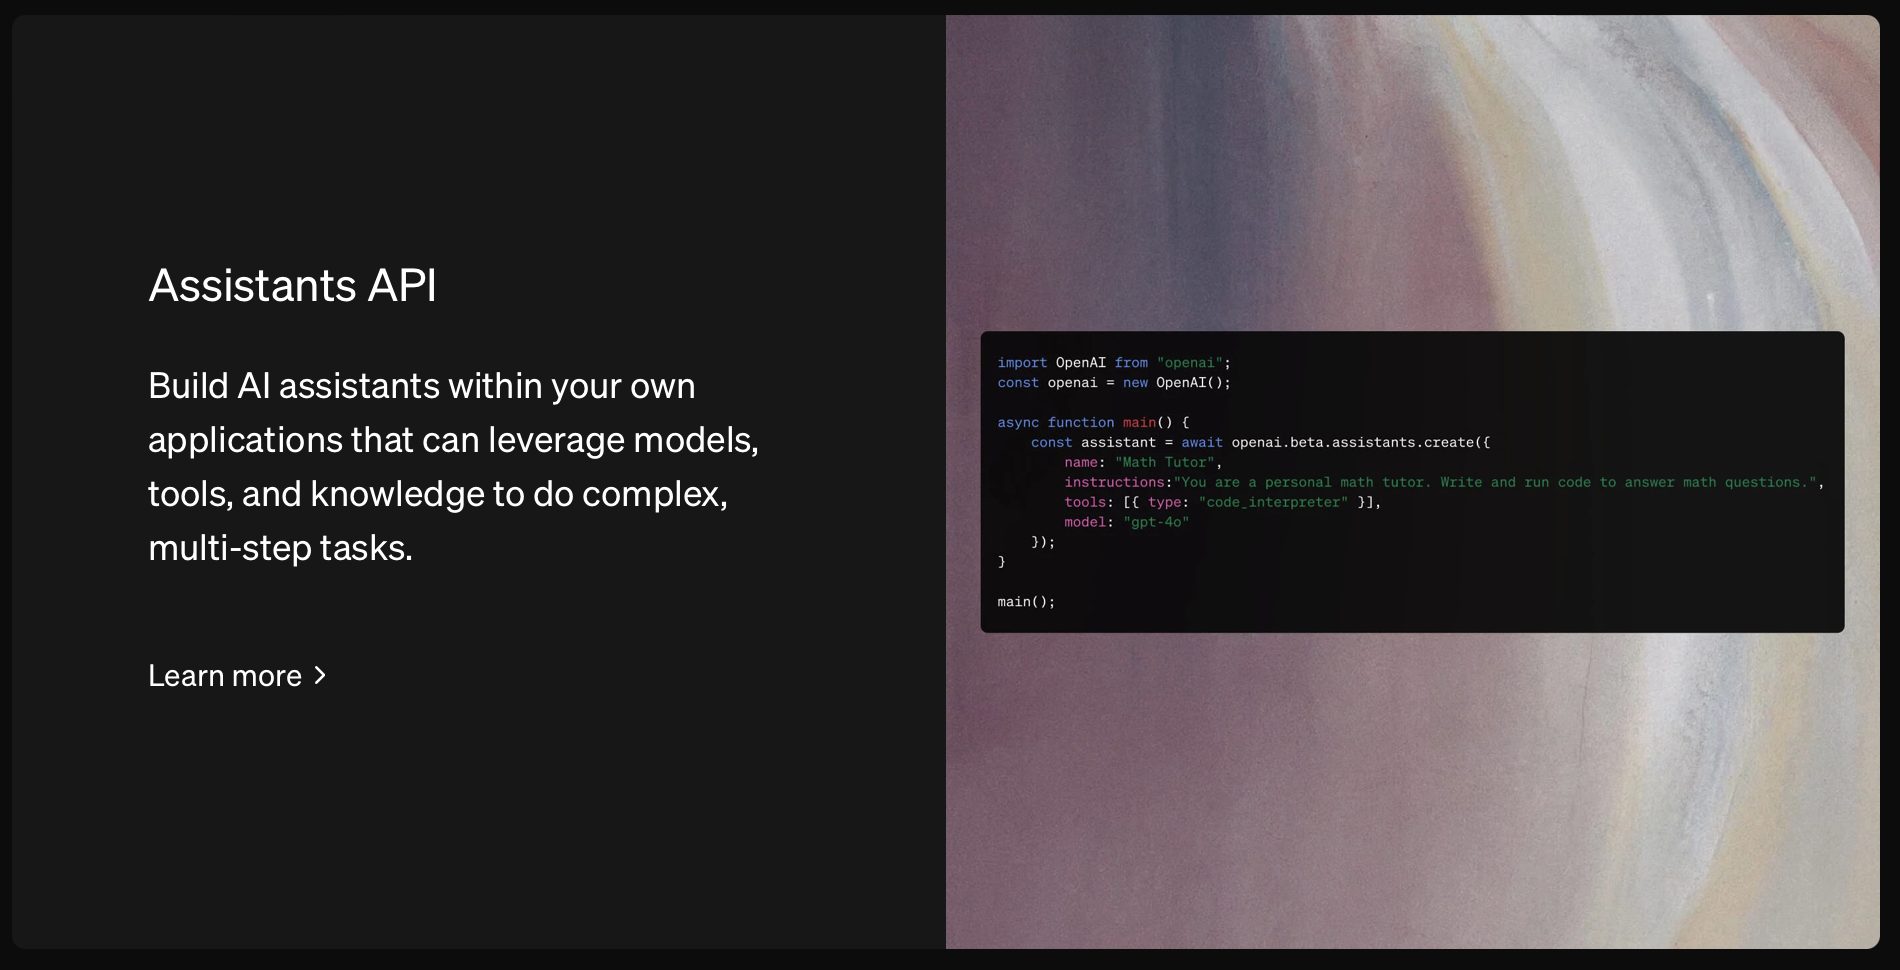 Assistants API
Build AI assistants within your own
applications that can leverage models,
tools, and knowledge to do complex,
multi-step tasks.
Learn more >
import OpenAI from "openai";
const openai = new OpenAI();
async function main() {
    const assistant = await openai.beta.assistants.create({
        name: "Math Tutor",
        instructions:"You are a personal math tutor. Write and run code to answer math questions.",
        tools: [{ type: "code_interpreter" }],
        model: "gpt-4o"
    });
}
main();